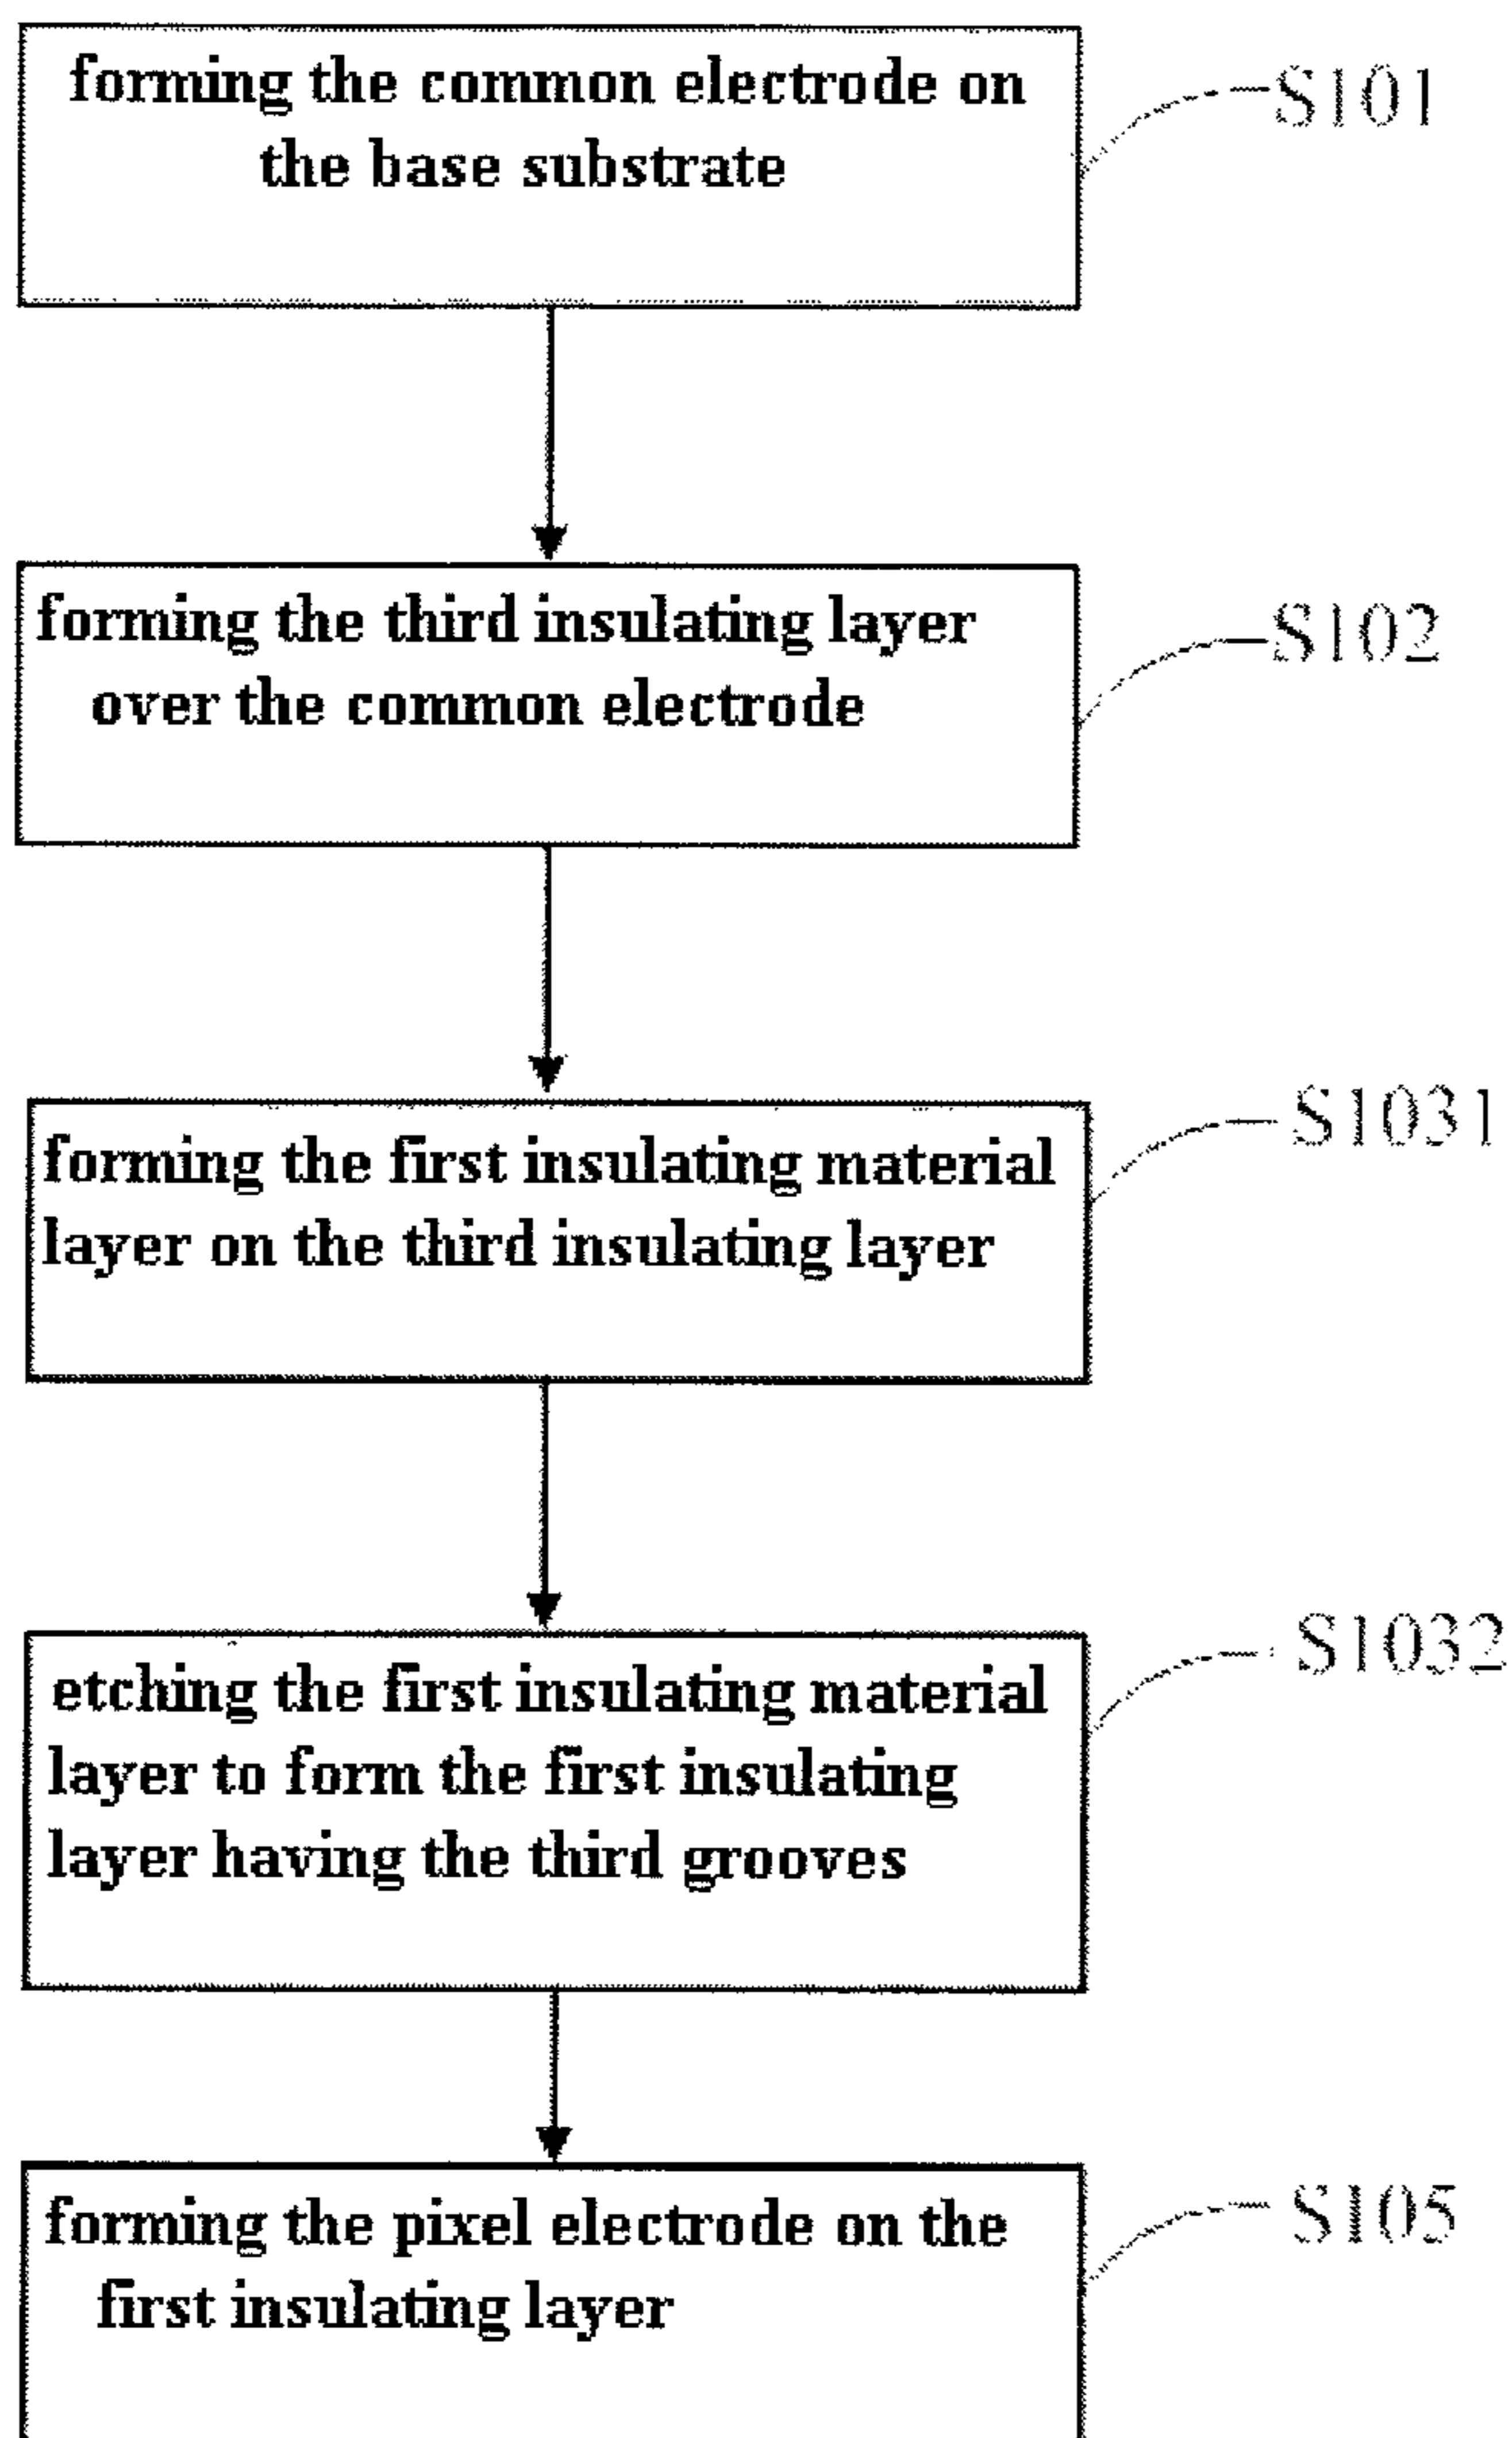 forming the common electrode on
the base substrate
S101
forming the third insulating layer
over the common electrode
S102
forming the first insulating material
layer on the third insulating layer
S1031
etching the first insulating material
layer to form the first insulating
layer having the third grooves
S1032
forming the pixel electrode on the
first insulating layer
S105